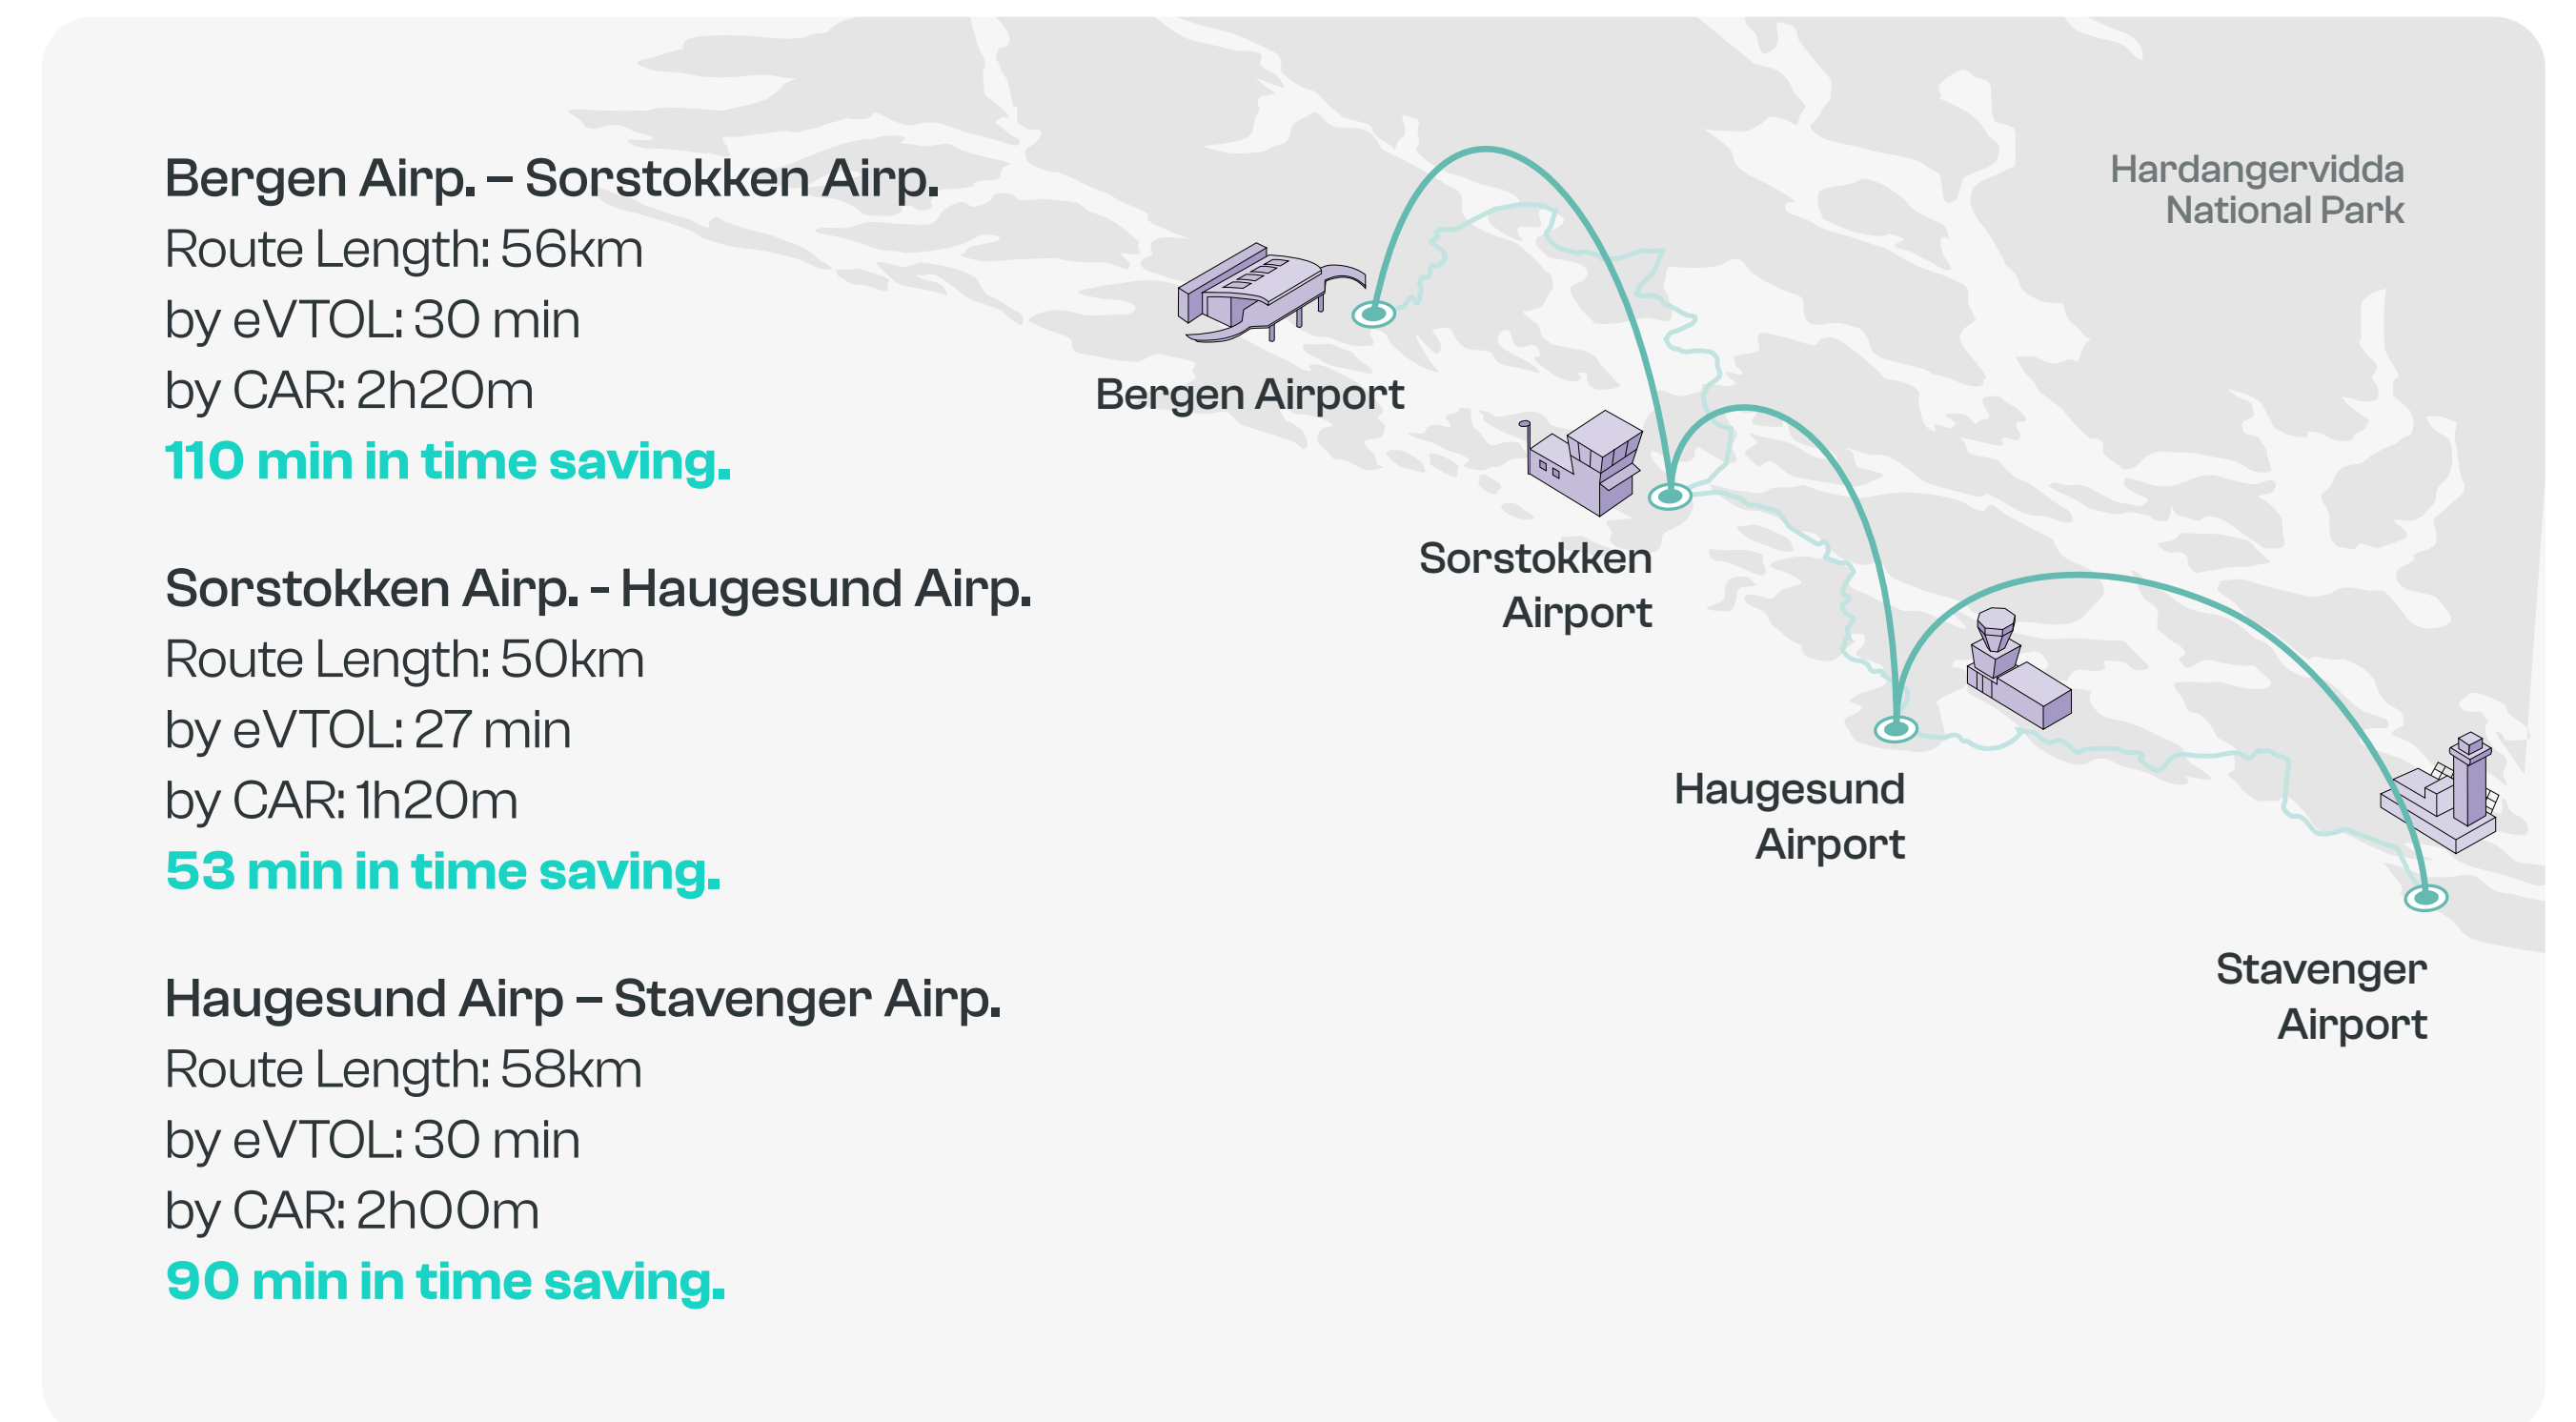 Bergen Airp. – Sorstokken Airp.
Route Length: 56km
by eVTOL: 30 min
by CAR: 2h20m
110 min in time saving.
Sorstokken Airp. - Haugesund Airp.
Route Length: 50km
by eVTOL: 27 min
by CAR: 1h20m
53 min in time saving.
Haugesund Airp – Stavenger Airp.
Route Length: 58km
by eVTOL: 30 min
by CAR: 2h00m
90 min in time saving.
Hardangervidda
National Park
Bergen Airport
Sorstokken
Airport
Haugesund
Airport
Stavenger
Airport